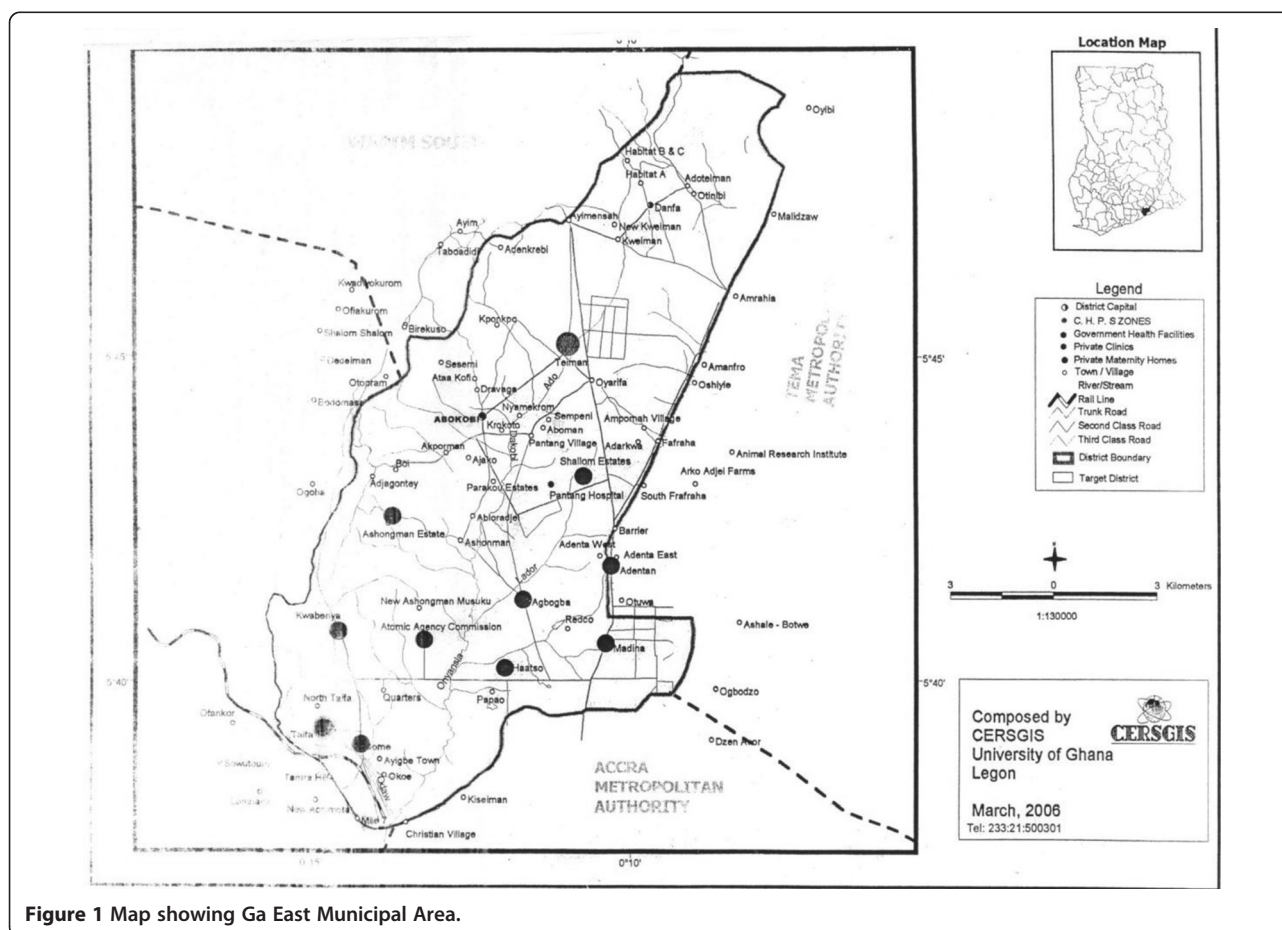 Location Map
Oyibi
Habitat B & C
Habitat A
Adoteiman
Otinibi
Danfa
Malidzaw
Ayimensah
New Kweiman
Kweiman
Ayim
Taboadidi
Adenkrebi
Amrahia
Ofiakurom
Shalom Shalom
Birekuso
Kponkpo
TEMA
METROPOL
AUTHORITY
Teiman
5°45'
5°45'
Sesemi
Ataa Kofi
Dravaga
Ado
Oyarifa
Amanfro
Oshiyie
Otopram
ABOKOBI
Nyamekrom
Krokoto
Sempeni
Aboman
Ampomah Village
Pantang Village
Adarkwa
Fafraha
Akporman
Ajako
Boi
Adjagontey
Ogoha
Shallom Estates
Animal Research Institute
Arko Adjei Farms
Parakou Estates
Pantang Hospital
South Frafraha
Ashongman Estate
Abloradjei
Ashonman
Barrier
Adenta West
Adenta East
Adentan
Lador
Otuwa
New Ashongman Musuku
Agbogba
Kwabenya
Atomic Agency Commission
Redco
Madina
Ashale - Botwe
Haatso
Onyansia
5°40'
5°40'
North Taifa
Quarters
Papao
Ogbodzo
Ofankor
Taifa
Dzen Ayor
Ayigbe Town
Okoe
ACCRA
METROPOLITAN
AUTHORITY
Kiseiman
Mile 7
Christian Village
0°10'
Legend
District Capital
C. H. P. S ZONES
Government Health Facilities
Private Clinics
Private Maternity Homes
Town / Village
River/Stream
Rail Line
Trunk Road
Second Class Road
Third Class Road
District Boundary
Target District
3 0 3 Kilometers
1:130000
Composed by
CERSGIS
University of Ghana
Legon
CERSGIS
March, 2006
Tel: 233:21:500301
Figure 1 Map showing Ga East Municipal Area.